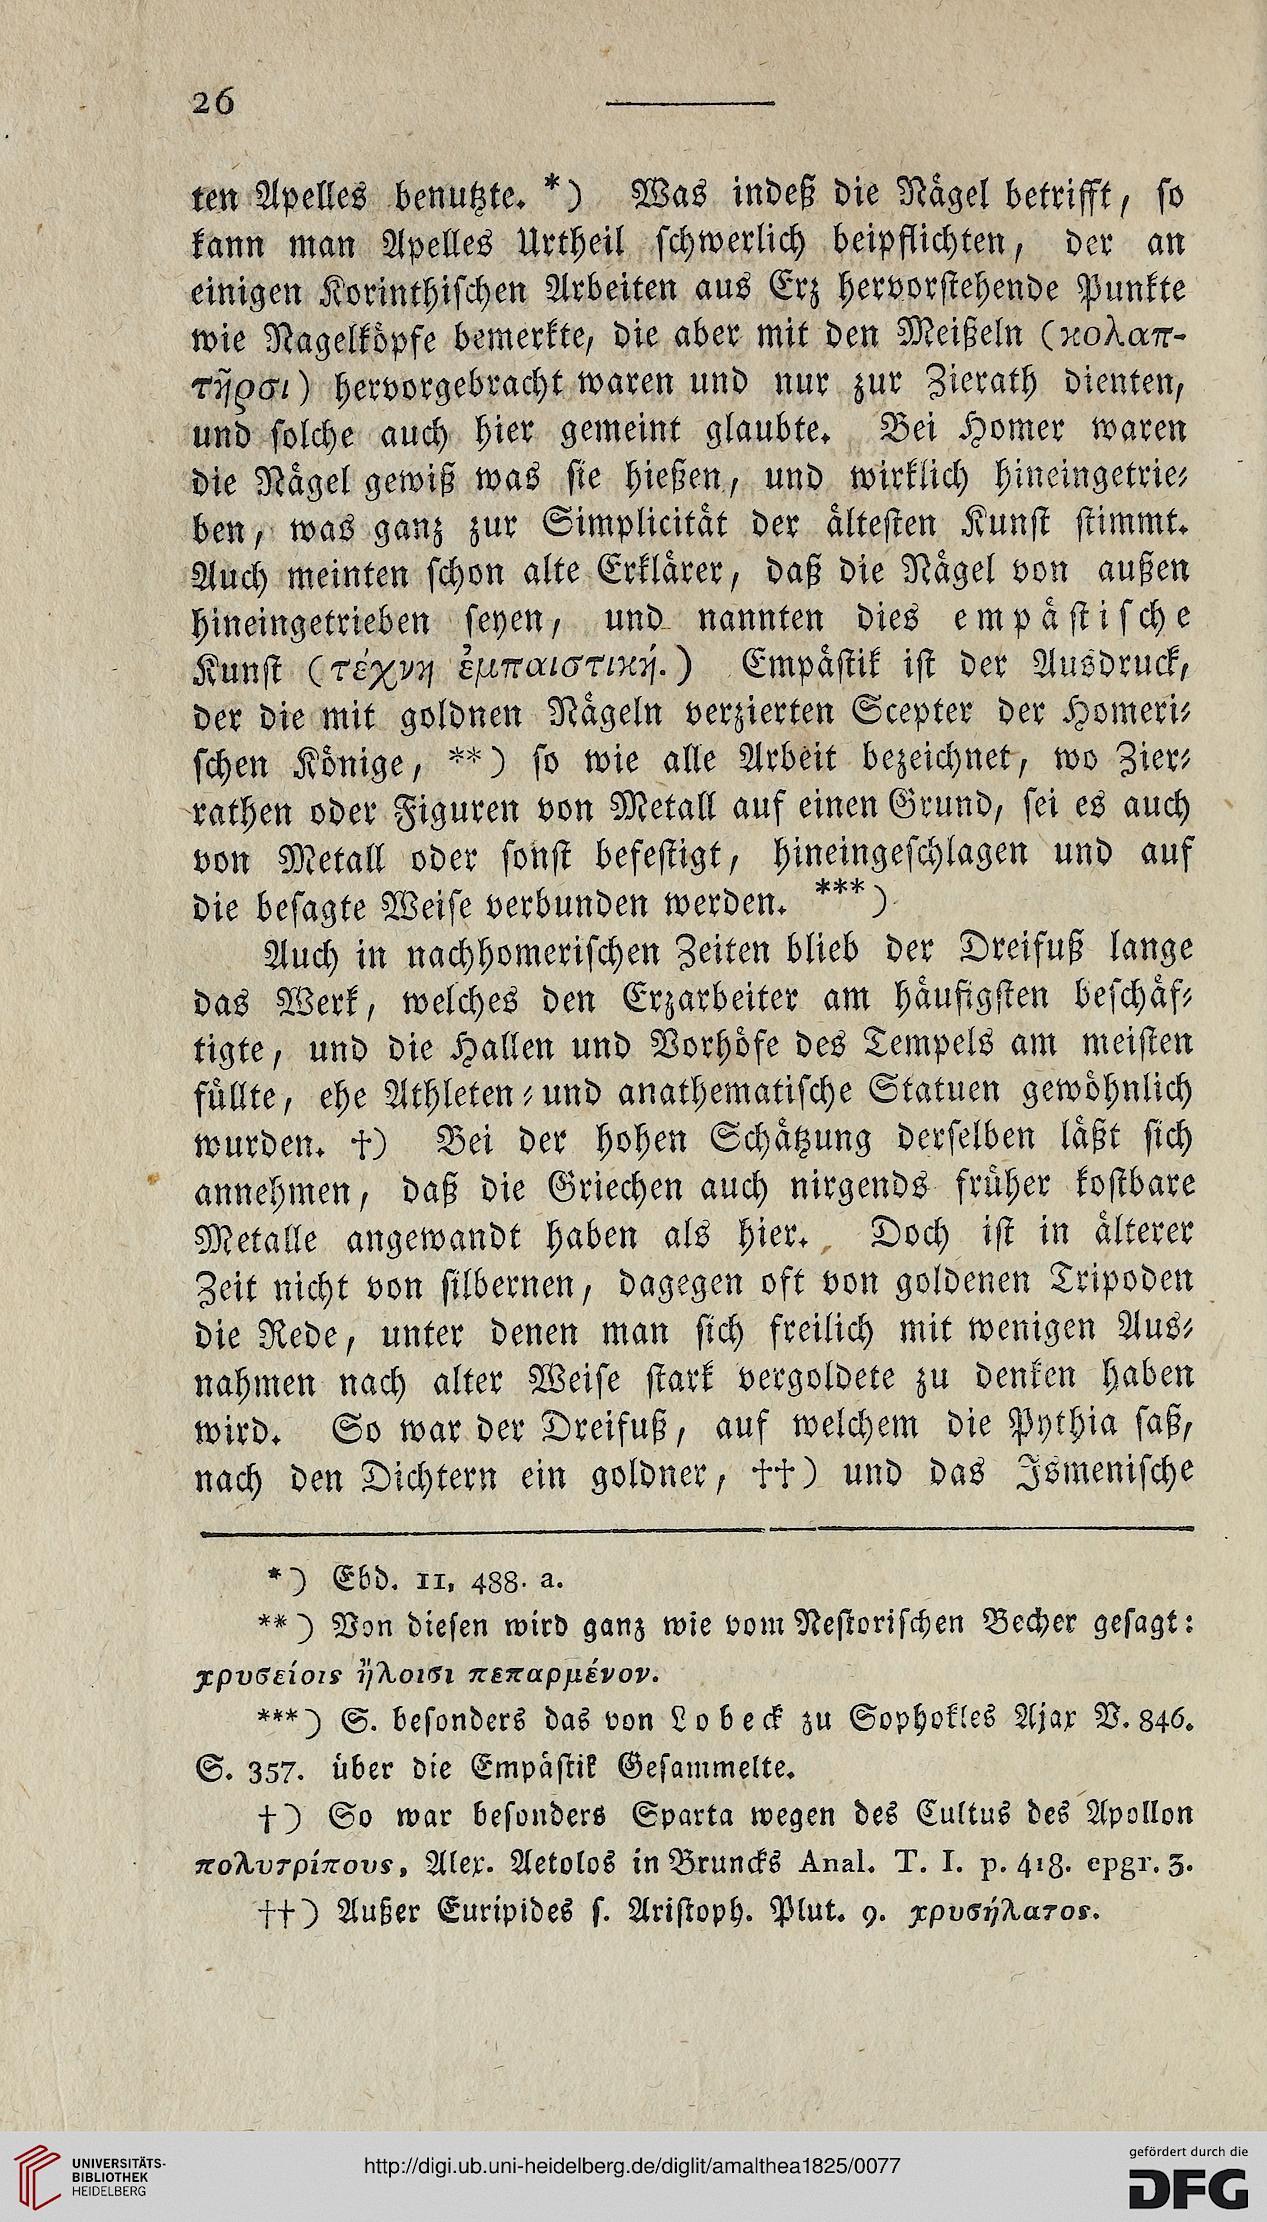 26
ten Apelles benutzte. *) Was indeß die Nägel betrifft, so
kann man Apelles Urtheil schwerlich beipflichten, der an
einigen Korinthischen Arbeiten aus Erz hervorstehende Punkte
wie Nagelköpfe bemerkte, die aber mit den Meißeln (κολαπ-
τῆρσι) hervorgebracht waren und nur zur Zierath dienten,
und solche auch hier gemeint glaubte. Bei Homer waren
die Nägel gewiß was sie hießen, und wirklich hineingetrie-
ben, was ganz zur Simplicität der ältesten Kunst stimmt.
Auch meinten schon alte Erklärer, daß die Nägel von außen
hineingetrieben seyen, und nannten dies empästische
Kunst (τέχνη ἐμπαιστική.) Empästik ist der Ausdruck,
der die mit goldnen Nägeln verzierten Scepter der Homeri-
schen Könige, **) so wie alle Arbeit bezeichnet, wo Zier-
rathen oder Figuren von Metall auf einen Grund, sei es auch
von Metall oder sonst befestigt, hineingeschlagen und auf
die besagte Weise verbunden werden. ***)
Auch in nachhomerischen Zeiten blieb der Dreifuß lange
das Werk, welches den Erzarbeiter am häufigsten beschäf-
tigte, und die Hallen und Vorhöfe des Tempels am meisten
füllte, ehe Athleten- und anathematische Statuen gewöhnlich
wurden. †) Bei der hohen Schätzung derselben läßt sich
annehmen, daß die Griechen auch nirgends früher kostbare
Metalle angewandt haben als hier. Doch ist in älterer
Zeit nicht von silbernen, dagegen oft von goldenen Tripoden
die Rede, unter denen man sich freilich mit wenigen Aus-
nahmen nach alter Weise stark vergoldete zu denken haben
wird. So war der Dreifuß, auf welchem die Pythia saß,
nach den Dichtern ein goldner, ††) und das Ismenische
*) Ebd. 11, 488. a.
**) Von diesen wird ganz wie vom Nestorischen Becher gesagt:
χρυσείοις ἥλοισι πεπαρμένον.
***) S. besonders das von Lobeck zu Sophokles Ajax V. 846.
S. 357. über die Empästik Gesammelte.
†) So war besonders Sparta wegen des Cultus des Apollon
πολυτρίπους, Alex. Aetolos in Bruncks Anal. T. I. p. 418. epgr. 3.
††) Außer Euripides s. Aristoph. Plut. 9. χρυσήλατος.
UNIVERSITÄTS-
BIBLIOTHEK
HEIDELBERG
http://digi.ub.uni-heidelberg.de/diglit/amalthea1825/0077
gefördert durch die
DFG